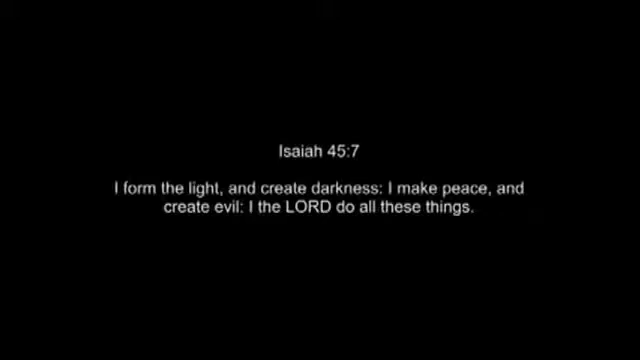 Isaiah 45:7
I form the light, and create darkness: I make peace, and
create evil: I the LORD do all these things.